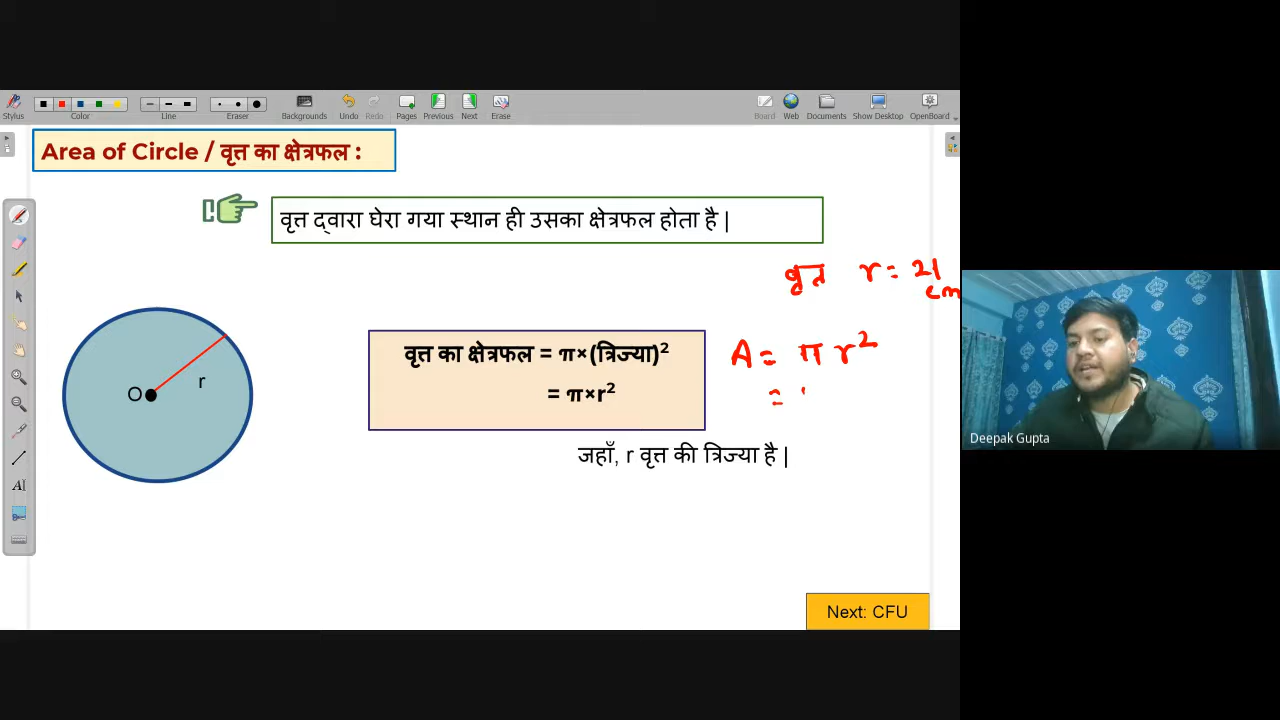 Stylus
Color
Line
Eraser
Backgrounds
Undo
Redo
Pages
Previous
Next
Erase
Board
Web
Documents
Show Desktop
OpenBoard
Area of Circle / वृत्त का क्षेत्रफल :
वृत्त द्वारा घेरा गया स्थान ही उसका क्षेत्रफल होता है |
वृत्त r = 21
cm
O r
वृत्त का क्षेत्रफल = π×(त्रिज्या)²
= π×r²
A = πr²
=
जहाँ, r वृत्त की त्रिज्या है |
Deepak Gupta
Next: CFU